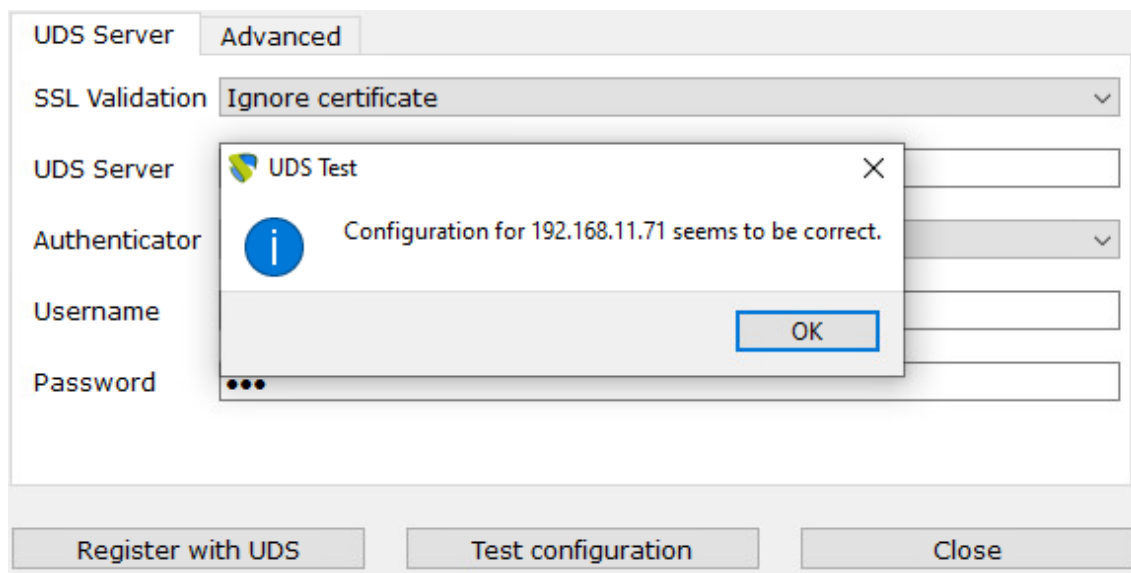 UDS Server Advanced
SSL Validation Ignore certificate
UDS Server
UDS Test
Configuration for 192.168.11.71 seems to be correct.
Authenticator
Username
OK
Password •••
Register with UDS Test configuration Close